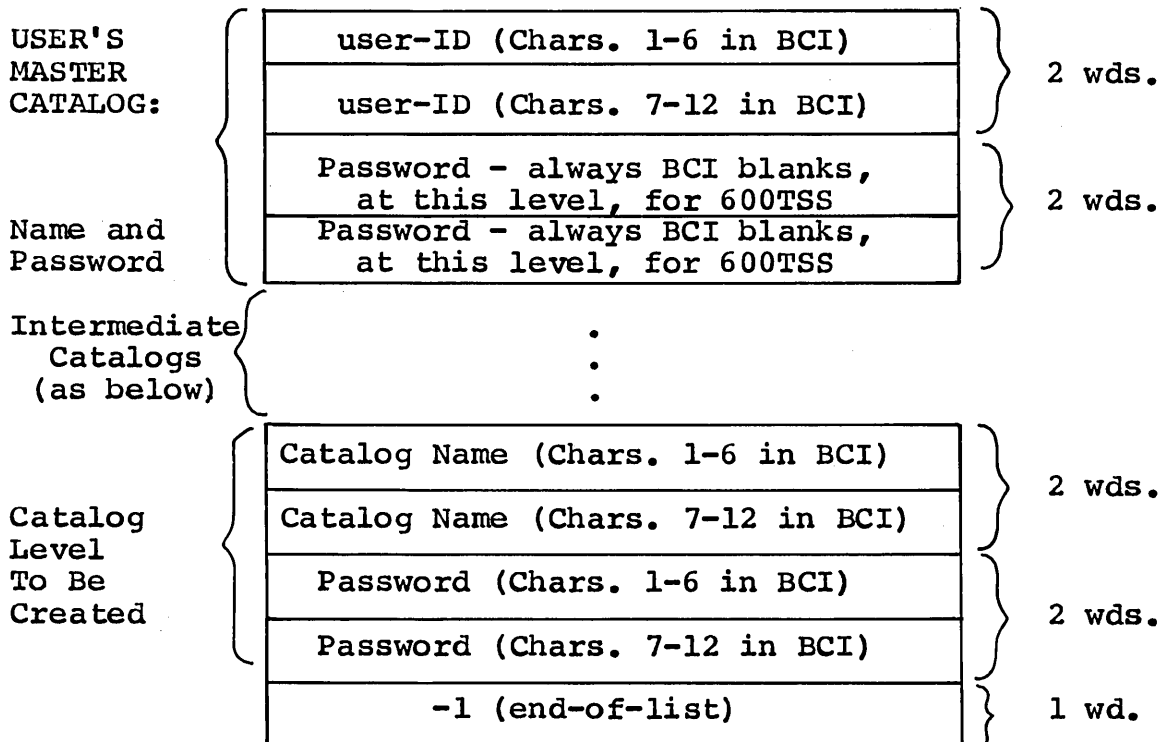 USER'S
MASTER
CATALOG:
user-ID (Chars. 1-6 in BCI)
user-ID (Chars. 7-12 in BCI)
2 wds.
Name and
Password
Password - always BCI blanks,
at this level, for 600TSS
Password - always BCI blanks,
at this level, for 600TSS
2 wds.
Intermediate
Catalogs
(as below)
.
.
.
Catalog
Level
To Be
Created
Catalog Name (Chars. 1-6 in BCI)
Catalog Name (Chars. 7-12 in BCI)
2 wds.
Password (Chars. 1-6 in BCI)
Password (Chars. 7-12 in BCI)
2 wds.
-1 (end-of-list)
1 wd.